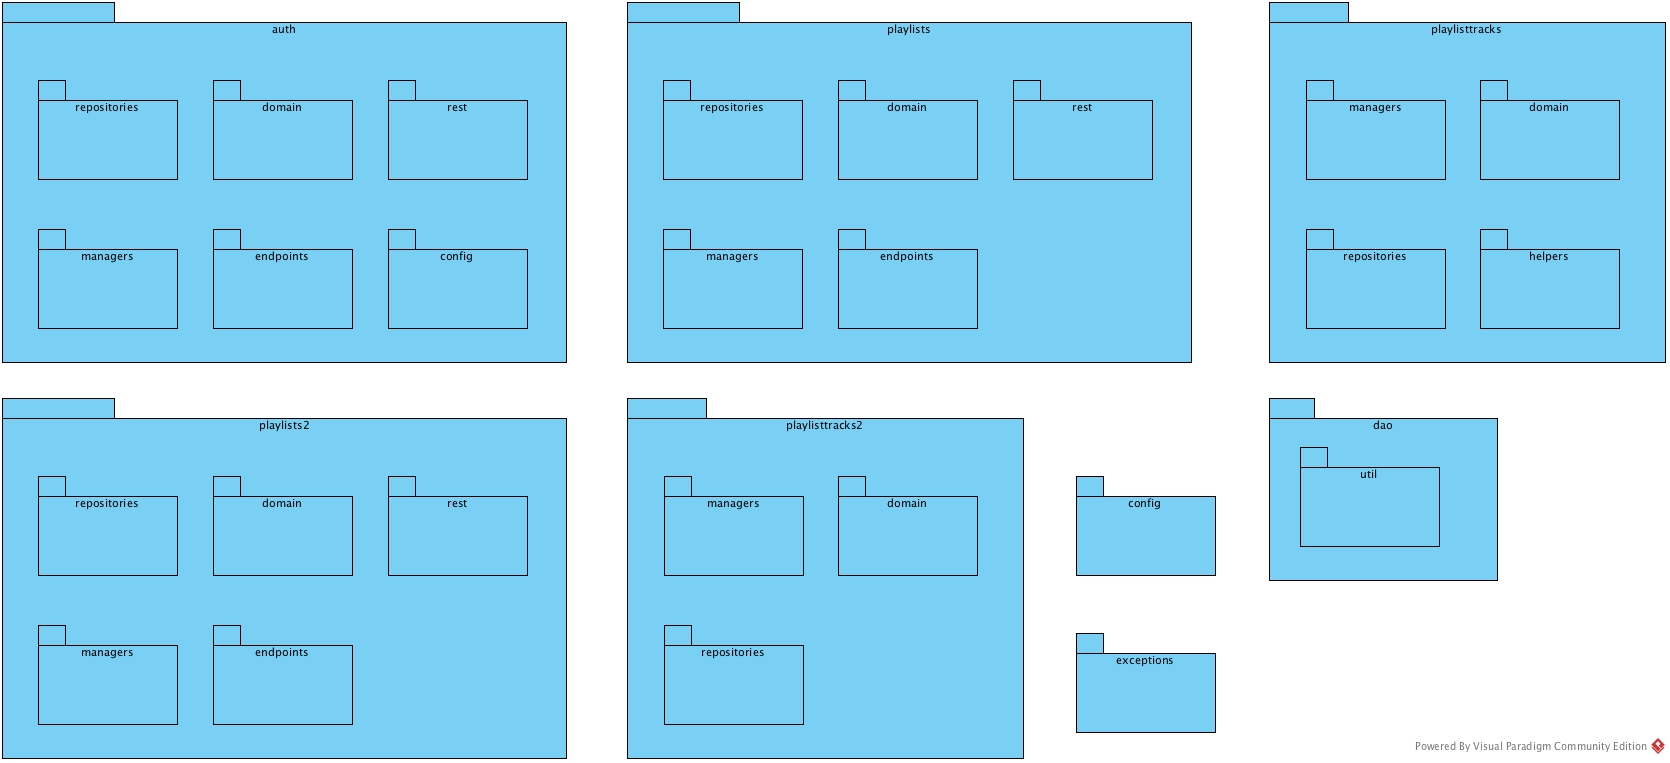 auth
repositories
domain
rest
managers
endpoints
config
playlists
repositories
domain
rest
managers
endpoints
playlisttracks
managers
domain
repositories
helpers
playlists2
repositories
domain
rest
managers
endpoints
playlisttracks2
managers
domain
repositories
config
exceptions
dao
util
Powered By Visual Paradigm Community Edition